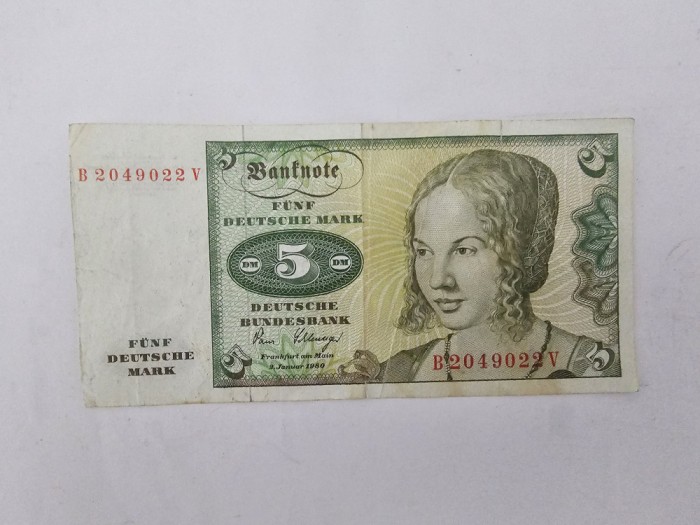 B 2049022 V
FÜNF
DEUTSCHE
MARK
5
5
Banknote
FÜNF
DEUTSCHE MARK
DM 5 DM
DEUTSCHE
BUNDESBANK
Frankfurt am Main
2. Januar 1980
5
B 2049022 V
5